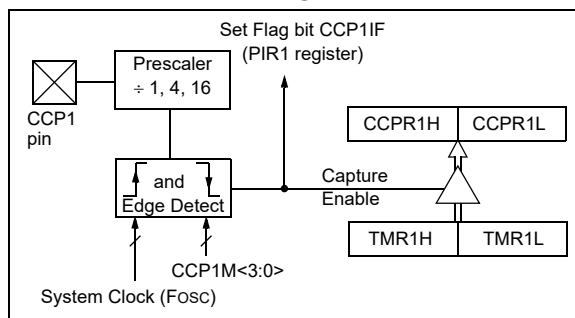 Set Flag bit CCP1IF
(PIR1 register)
Prescaler
÷ 1, 4, 16
CCP1
pin
CCPR1H
CCPR1L
and
Edge Detect
Capture
Enable
TMR1H
TMR1L
CCP1M<3:0>
System Clock (FOSC)